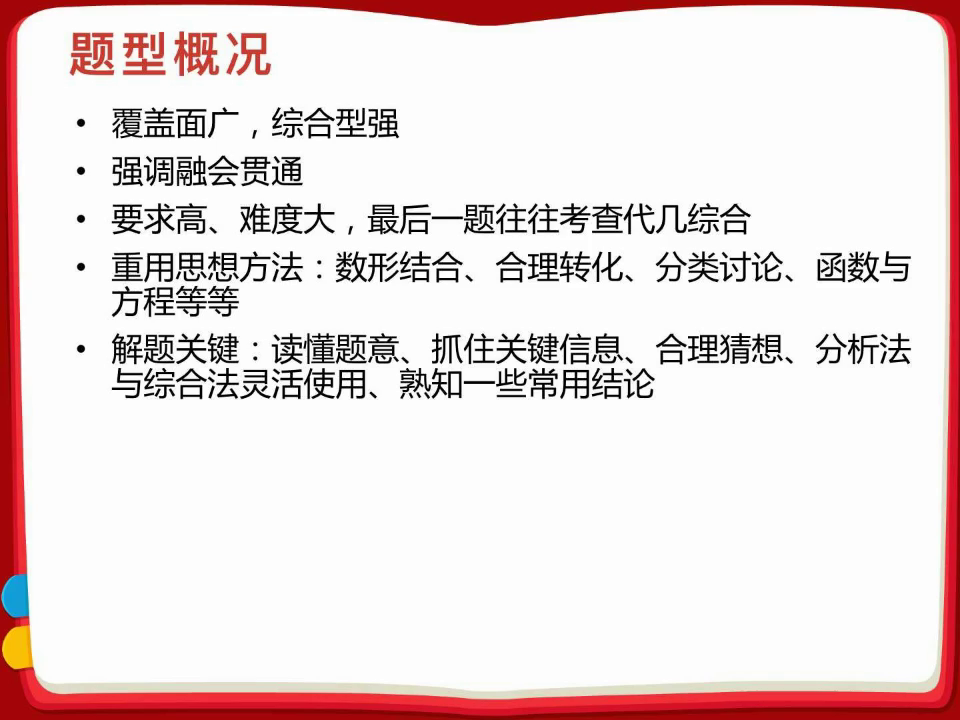 题型概况
• 覆盖面广，综合型强
• 强调融会贯通
• 要求高、难度大，最后一题往往考查代几综合
• 重用思想方法：数形结合、合理转化、分类讨论、函数与
方程等等
• 解题关键：读懂题意、抓住关键信息、合理猜想、分析法
与综合法灵活使用、熟知一些常用结论